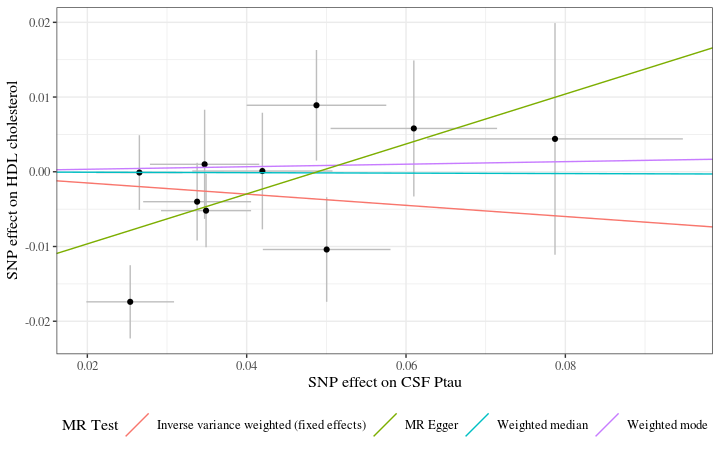 0.02
0.01
0.00
-0.01
-0.02
SNP effect on HDL cholesterol
0.02 0.04 0.06 0.08
SNP effect on CSF Ptau
MR Test Inverse variance weighted (fixed effects) MR Egger Weighted median Weighted mode